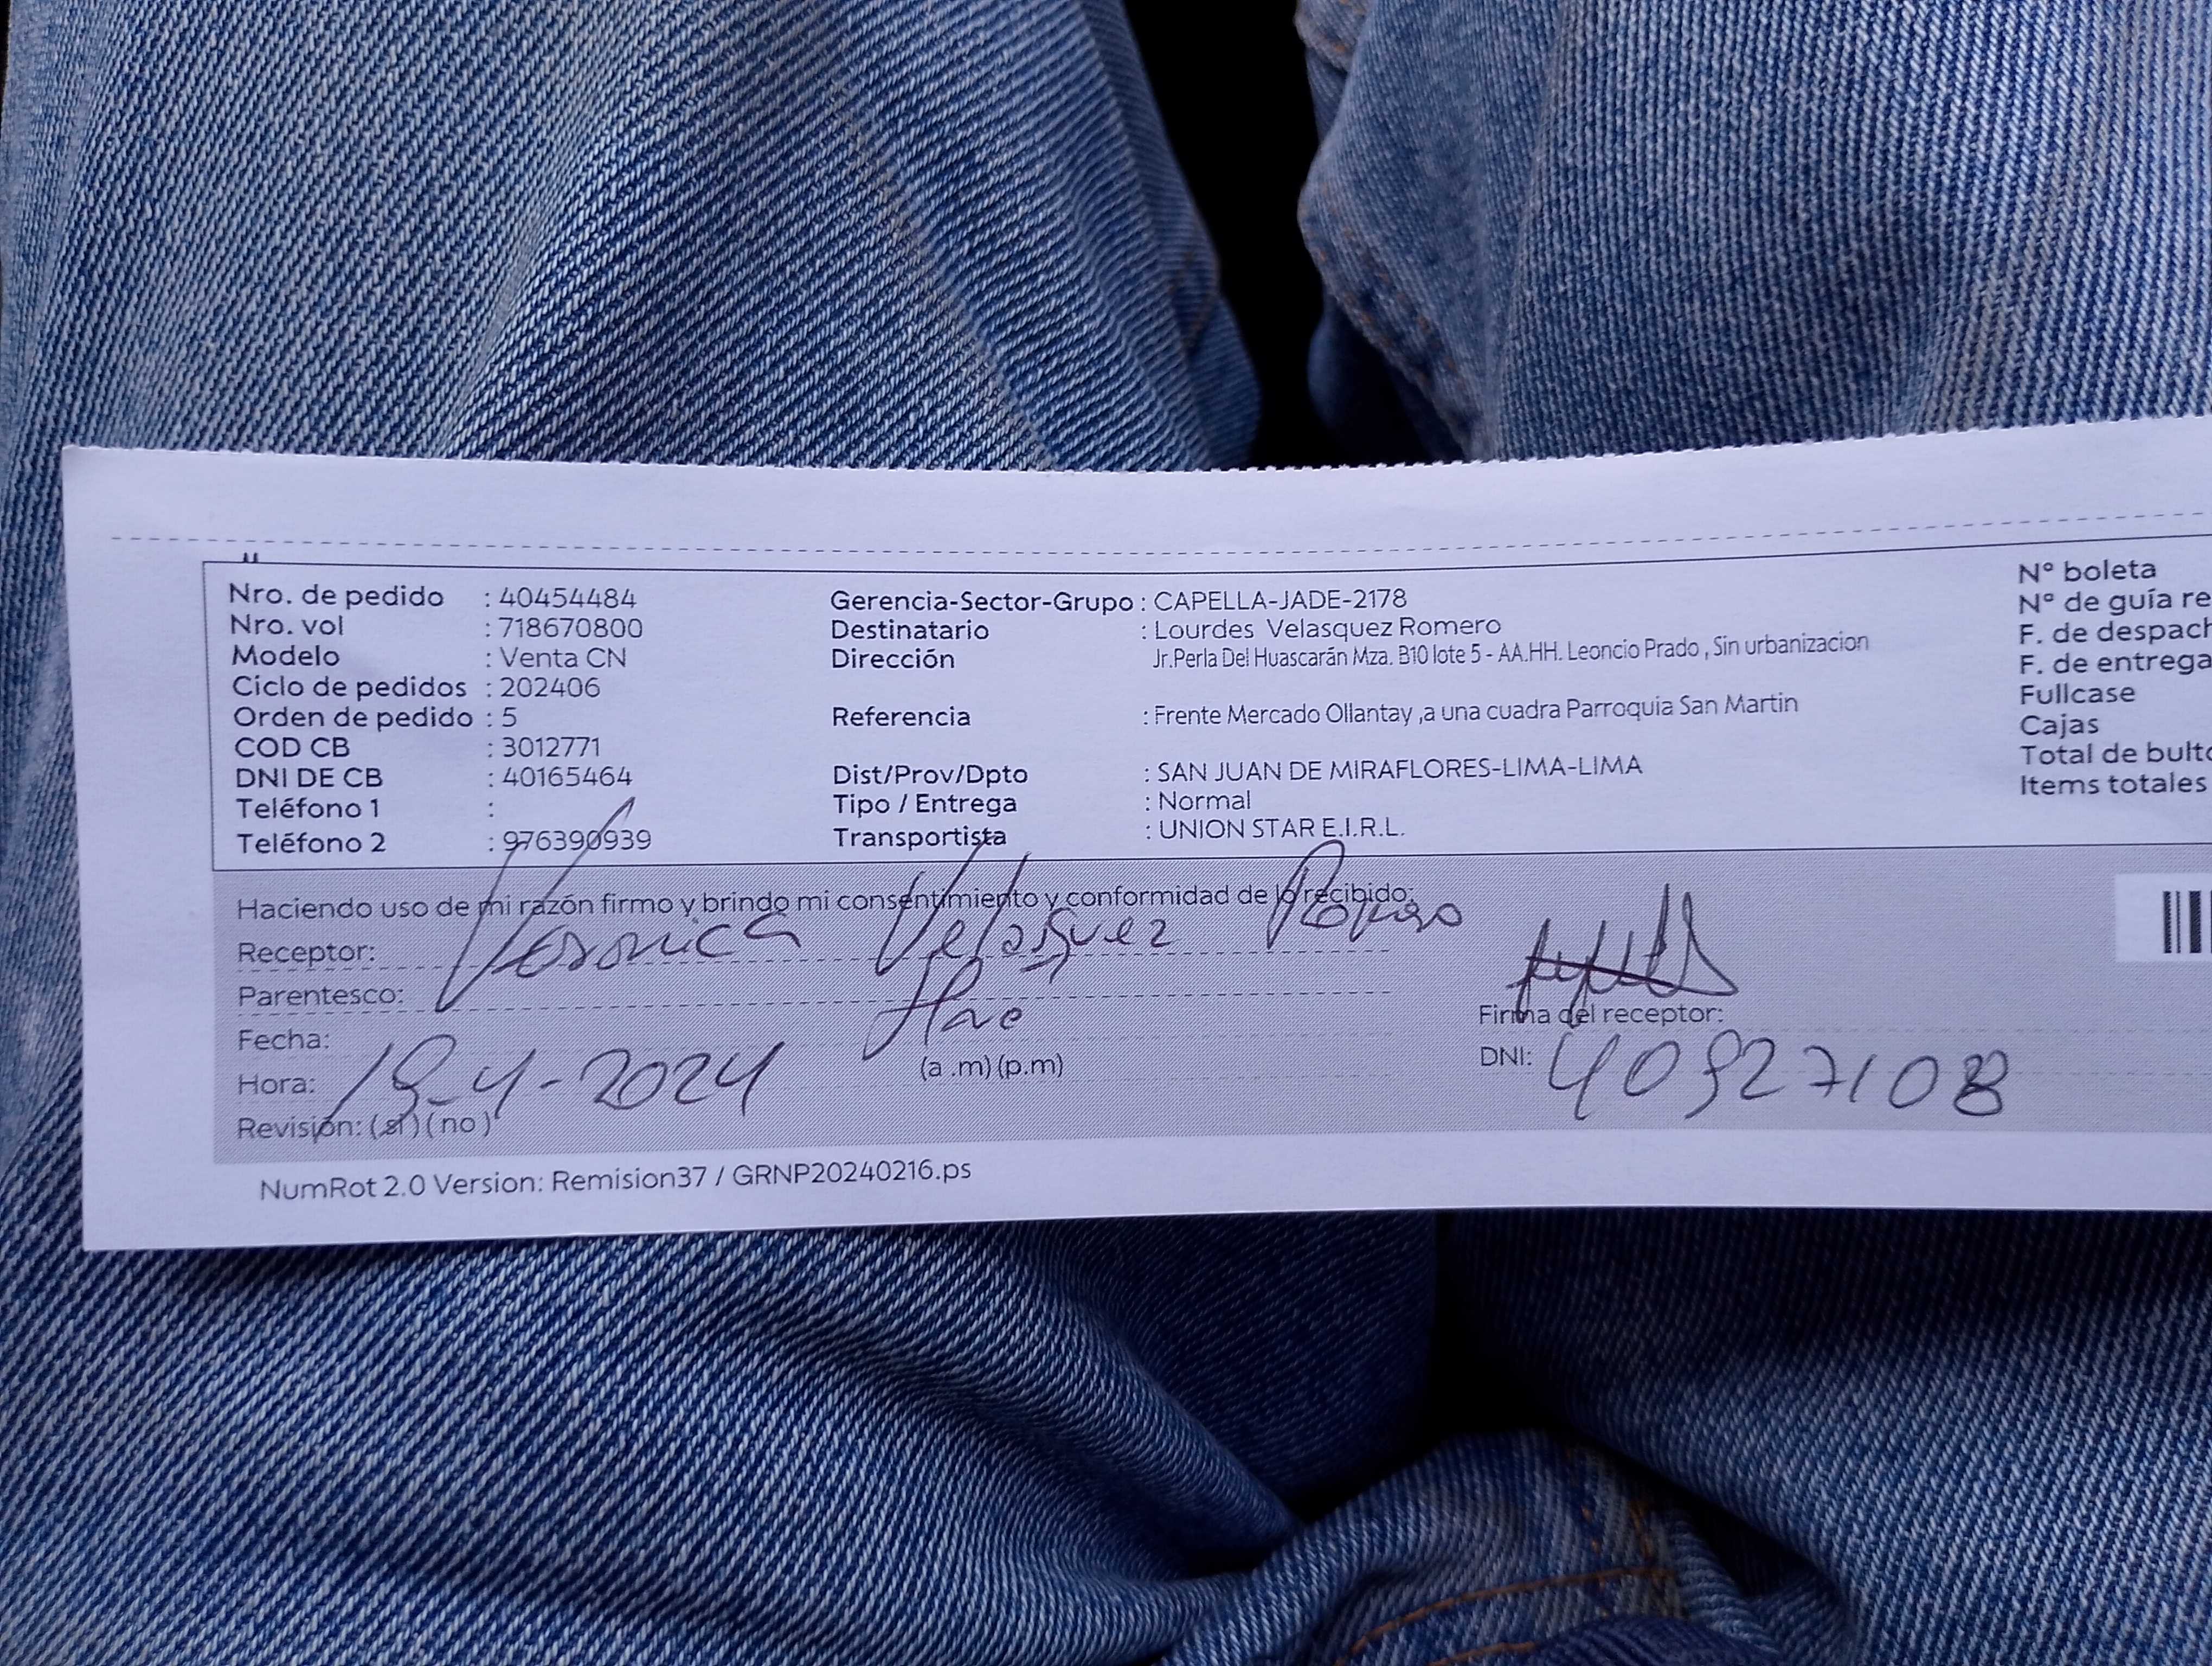 Nro. de pedido : 40454484
Nro. vol : 718670800
Modelo : Venta CN
Ciclo de pedidos : 202406
Orden de pedido : 5
COD CB : 3012771
DNI DE CB : 40165464
Teléfono 1 :
Teléfono 2 : 976390939
Gerencia-Sector-Grupo : CAPELLA-JADE-2178
Destinatario : Lourdes Velasquez Romero
Dirección Jr.Perla Del Huascarán Mza. B10 lote 5 - AA.HH. Leoncio Prado , Sin urbanizacion
Referencia : Frente Mercado Ollantay ,a una cuadra Parroquia San Martin
Dist/Prov/Dpto : SAN JUAN DE MIRAFLORES-LIMA-LIMA
Tipo / Entrega : Normal
Transportista : UNION STAR E.I.R.L.
Nº boleta
Nº de guía re
F. de despach
F. de entrega
Fullcase
Cajas
Total de bulto
Items totales
Haciendo uso de mi razón firmo y brindo mi consentimiento y conformidad de lo recibido:
Receptor: Veronica Velasquez Romero
Parentesco:
Fecha:
Hora: 19-4-2024 (a .m) (p.m)
Revisión: (si) (no)
Firma del receptor:
DNI: 40927108
NumRot 2.0 Version: Remision37 / GRNP20240216.ps